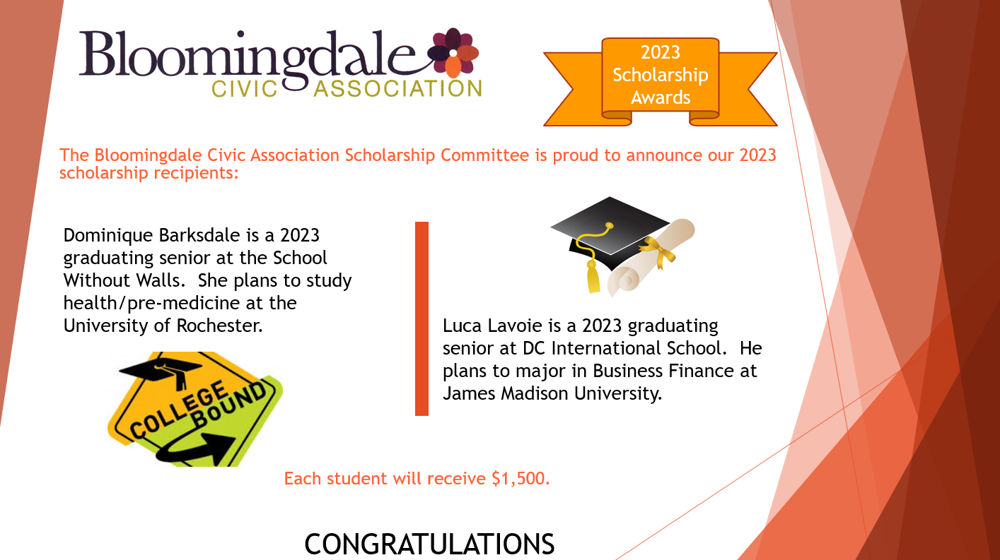 Bloomingdale
CIVIC ASSOCIATION
2023
Scholarship
Awards
The Bloomingdale Civic Association Scholarship Committee is proud to announce our 2023
scholarship recipients:
Dominique Barksdale is a 2023
graduating senior at the School
Without Walls.  She plans to study
health/pre-medicine at the
University of Rochester.
COLLEGE
BOUND
Luca Lavoie is a 2023 graduating
senior at DC International School.  He
plans to major in Business Finance at
James Madison University.
Each student will receive $1,500.
CONGRATULATIONS